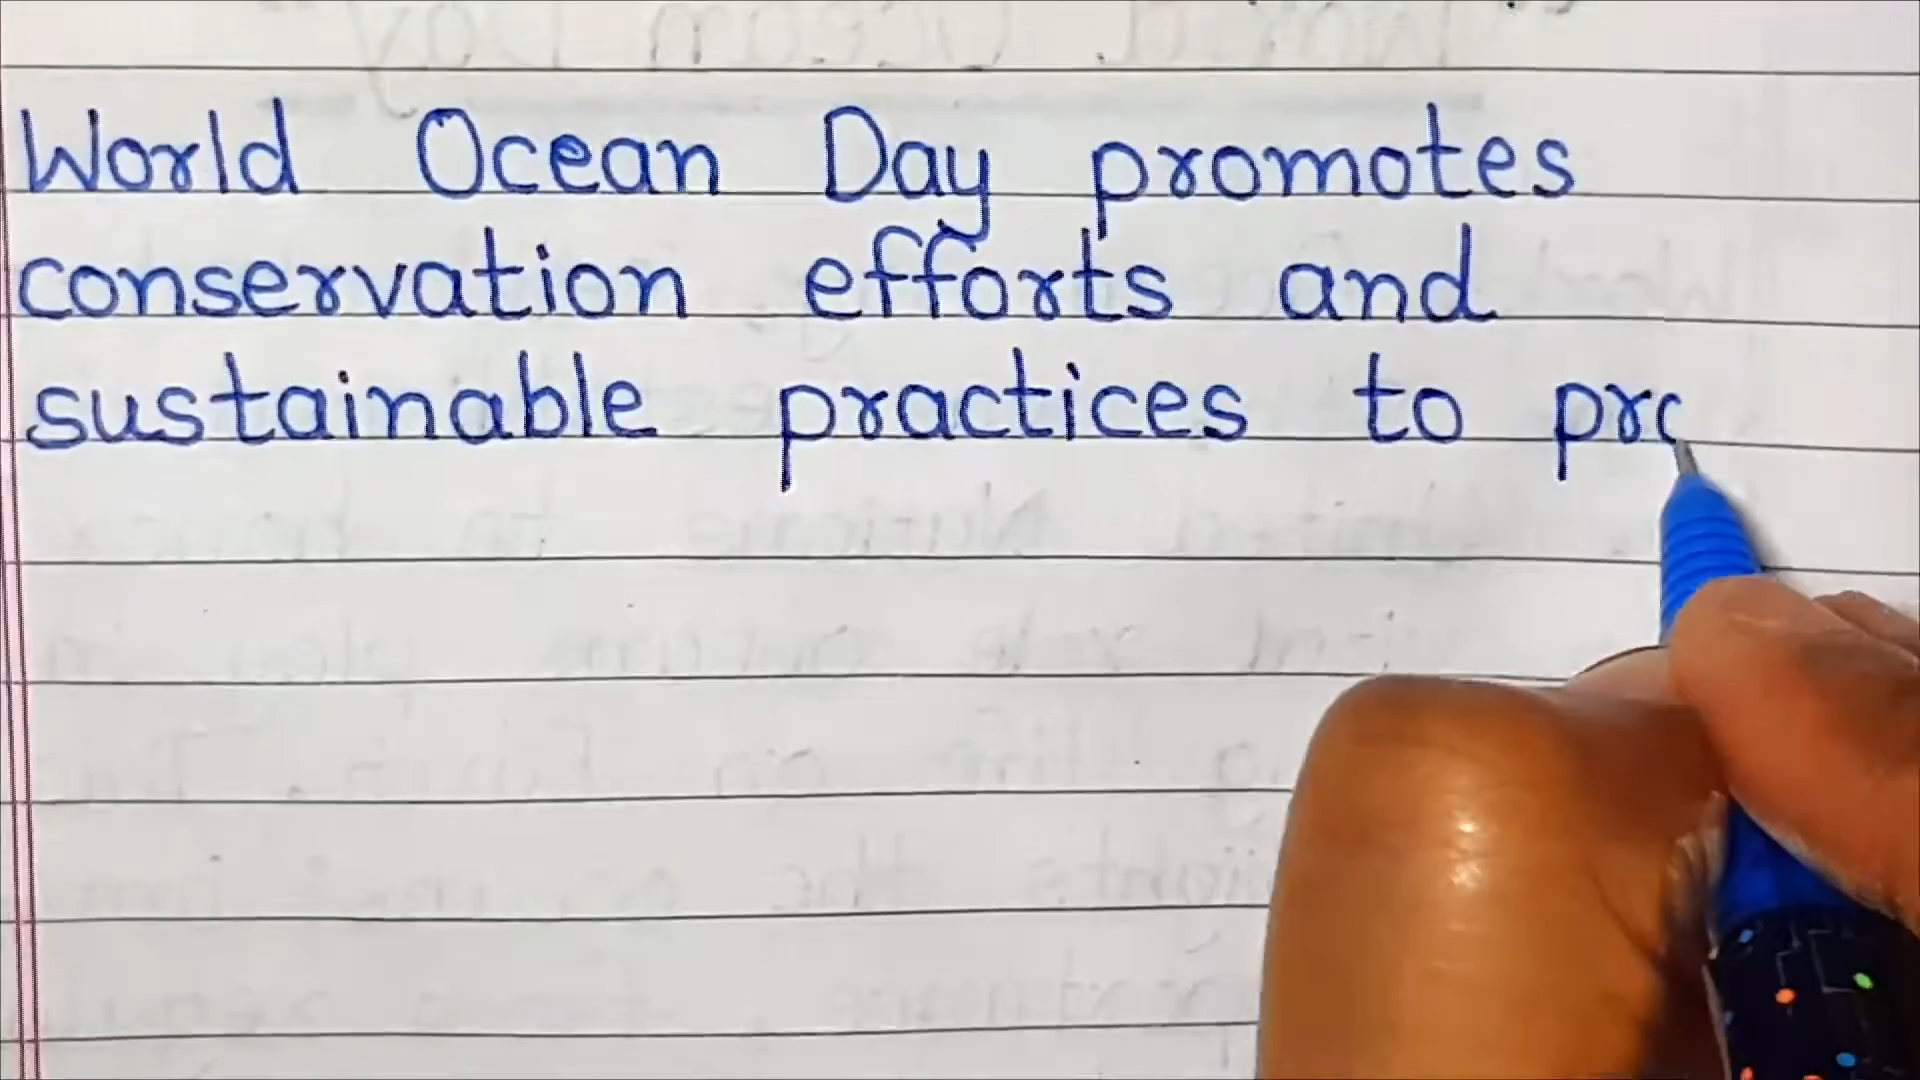 World Ocean Day promotes
conservation efforts and
sustainable practices to pro